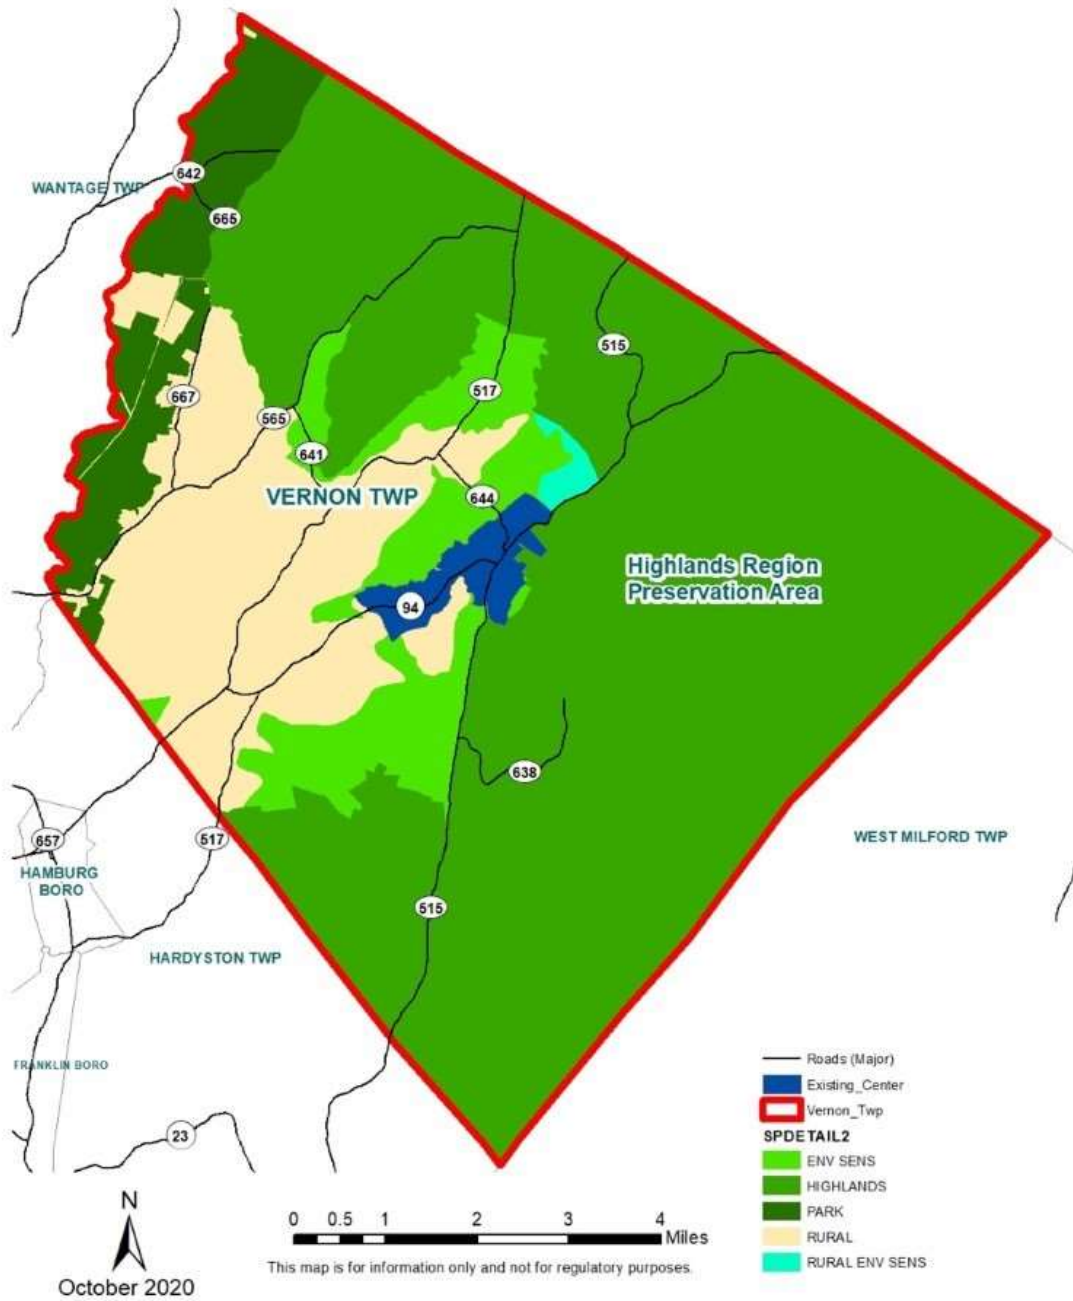 642
WANTAGE TWP
665
515
517
667
565
641
VERNON TWP
644
Highlands Region
Preservation Area
94
638
657
517
WEST MILFORD TWP
HAMBURG
BORO
515
HARDYSTON TWP
FRANKLIN BORO
23
Roads (Major)
Existing_Center
Vernon_Twp
SPDETAIL2
ENV SENS
HIGHLANDS
PARK
RURAL
RURAL ENV SENS
N
October 2020
0 0.5 1 2 3 4
Miles
This map is for information only and not for regulatory purposes.